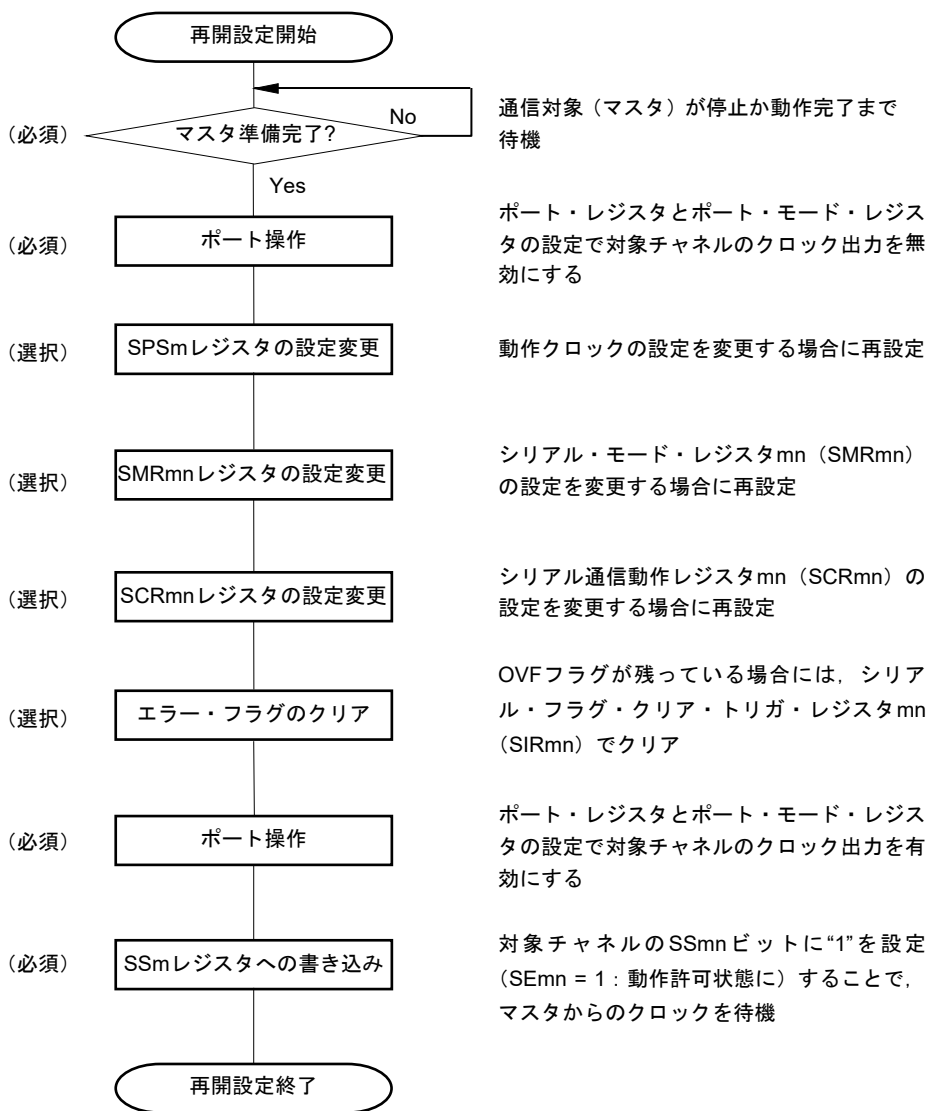 再開設定開始
（必須）
マスタ準備完了?
No
通信対象（マスタ）が停止か動作完了まで
待機
Yes
（必須）
ポート操作
ポート・レジスタとポート・モード・レジス
タの設定で対象チャネルのクロック出力を無
効にする
（選択）
SPSmレジスタの設定変更
動作クロックの設定を変更する場合に再設定
（選択）
SMRmnレジスタの設定変更
シリアル・モード・レジスタmn（SMRmn）
の設定を変更する場合に再設定
（選択）
SCRmnレジスタの設定変更
シリアル通信動作レジスタmn（SCRmn）の
設定を変更する場合に再設定
（選択）
エラー・フラグのクリア
OVFフラグが残っている場合には，シリア
ル・フラグ・クリア・トリガ・レジスタmn
（SIRmn）でクリア
（必須）
ポート操作
ポート・レジスタとポート・モード・レジス
タの設定で対象チャネルのクロック出力を有
効にする
（必須）
SSmレジスタへの書き込み
対象チャネルのSSmnビットに“1”を設定
（SEmn = 1：動作許可状態に）することで，
マスタからのクロックを待機
再開設定終了